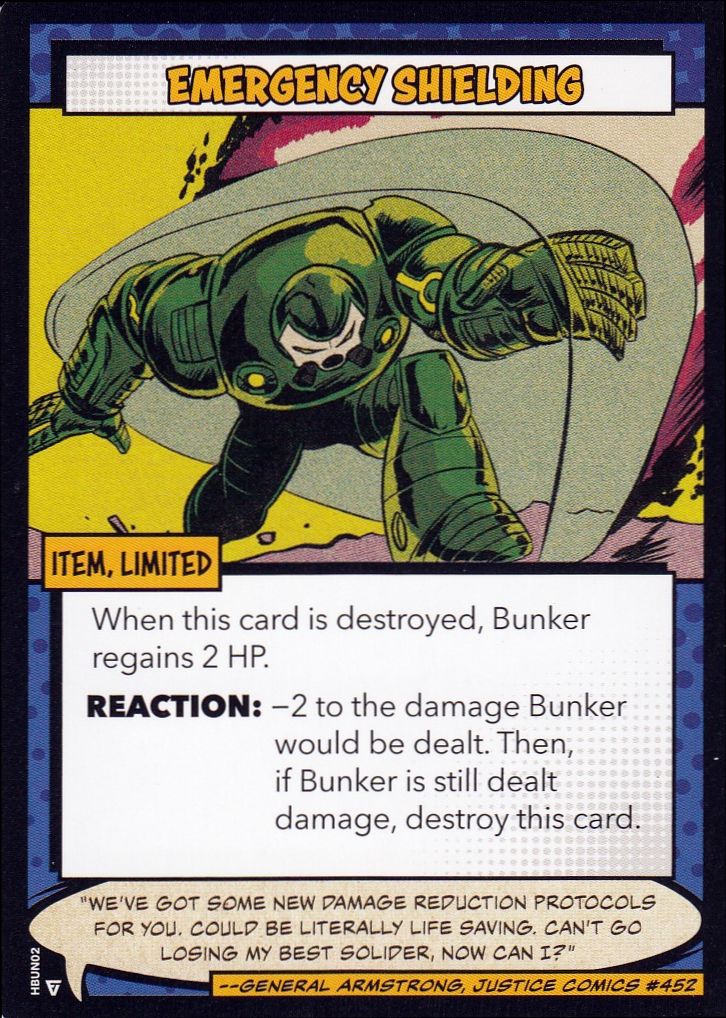 EMERGENCY SHIELDING
ITEM, LIMITED
When this card is destroyed, Bunker
regains 2 HP.
REACTION: −2 to the damage Bunker
would be dealt. Then,
if Bunker is still dealt
damage, destroy this card.
"WE'VE GOT SOME NEW DAMAGE REDUCTION PROTOCOLS
FOR YOU. COULD BE LITERALLY LIFE SAVING. CAN'T GO
LOSING MY BEST SOLIDER, NOW CAN I?"
--GENERAL ARMSTRONG, JUSTICE COMICS #452
HBUN02